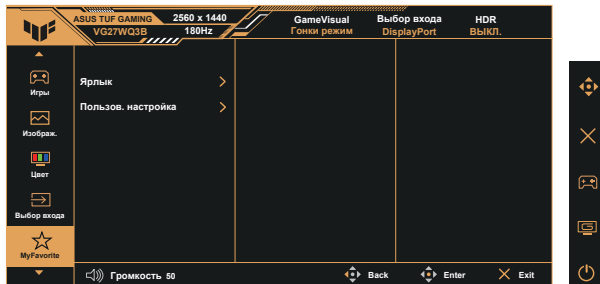 ASUS TUF GAMING
VG27WQ3B
2560 x 1440
180Hz
GameVisual
Гонки режим
Выбор входа
DisplayPort
HDR
ВЫКЛ.
Игры
Изображ.
Цвет
Выбор входа
MyFavorite
Ярлык
Пользов. настройка
Громкость 50
Back
Enter
Exit